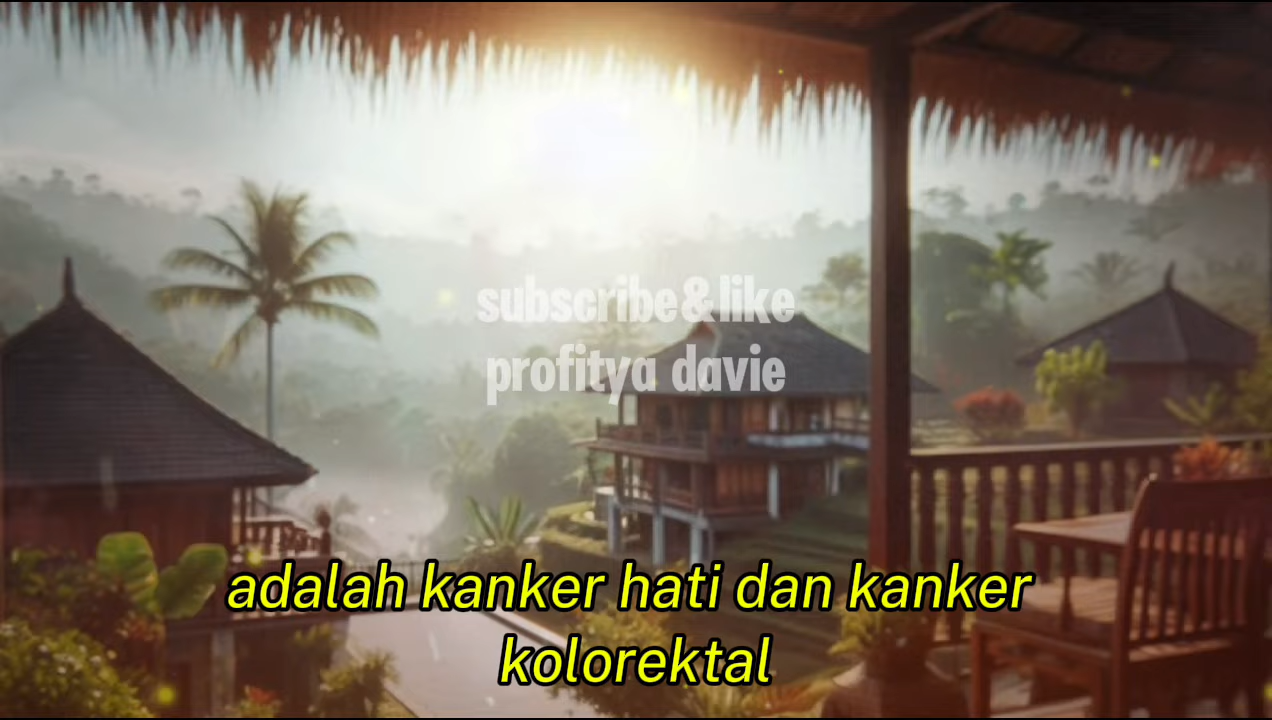 subscribe&like
profitya davie
adalah kanker hati dan kanker
kolorektal